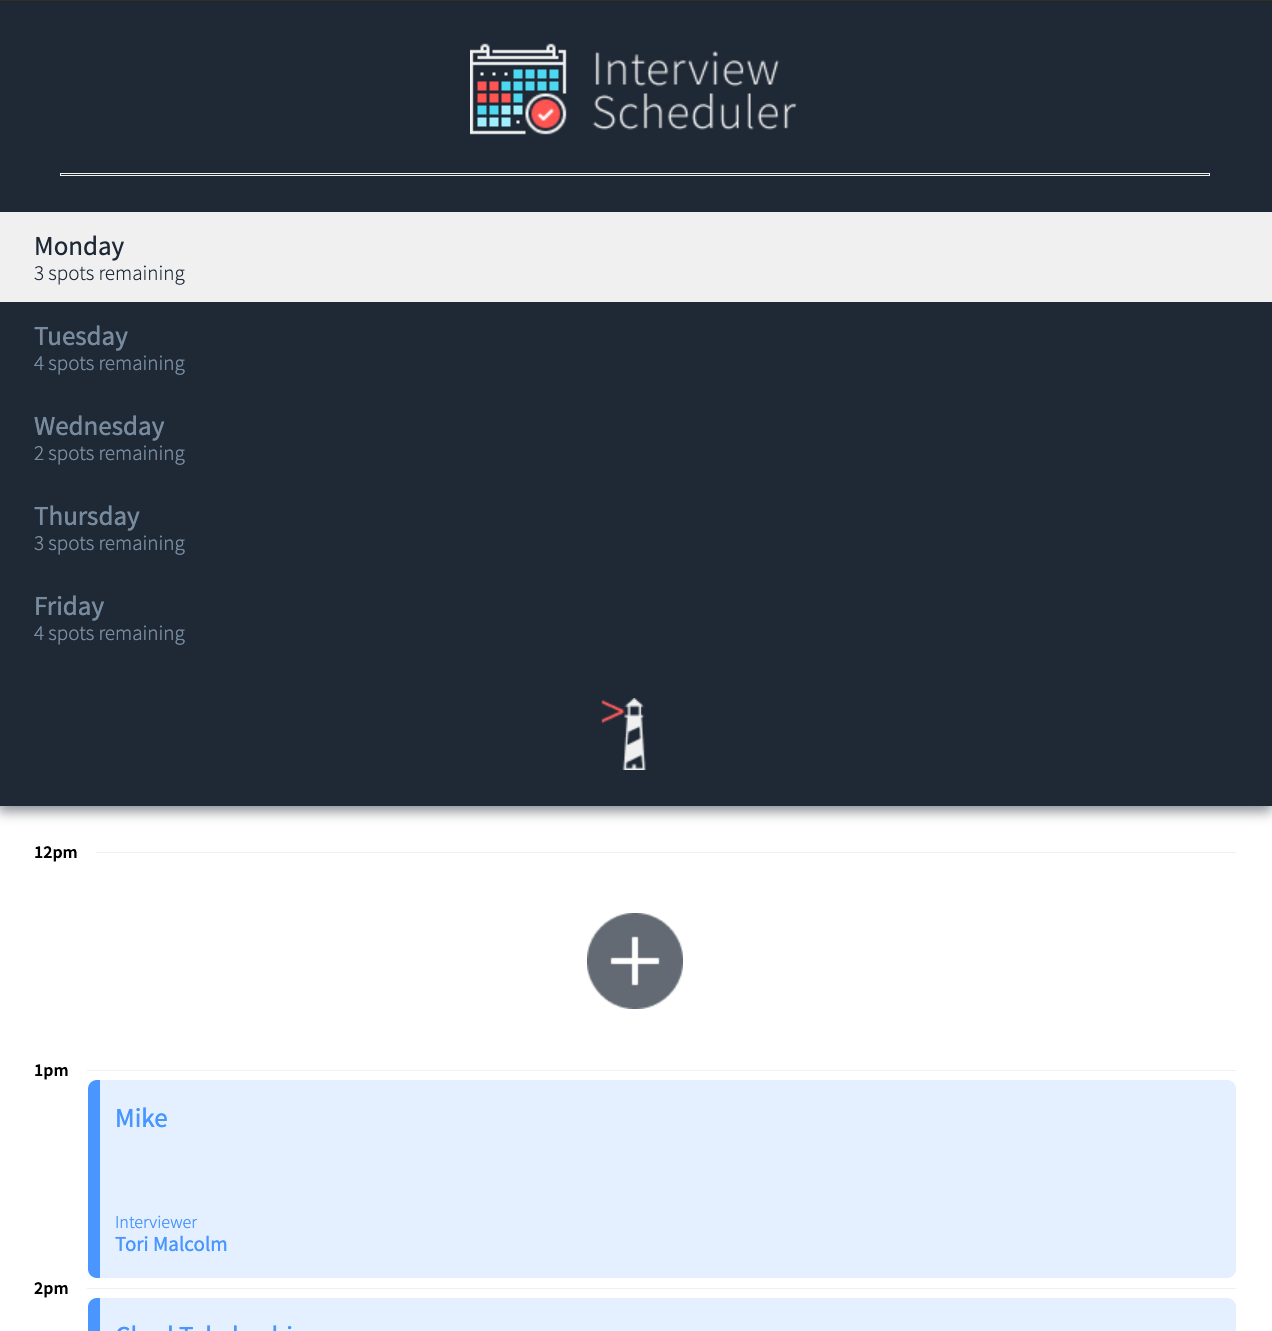 Interview
Scheduler
Monday
3 spots remaining
Tuesday
4 spots remaining
Wednesday
2 spots remaining
Thursday
3 spots remaining
Friday
4 spots remaining
12pm
1pm
Mike
Interviewer
Tori Malcolm
2pm